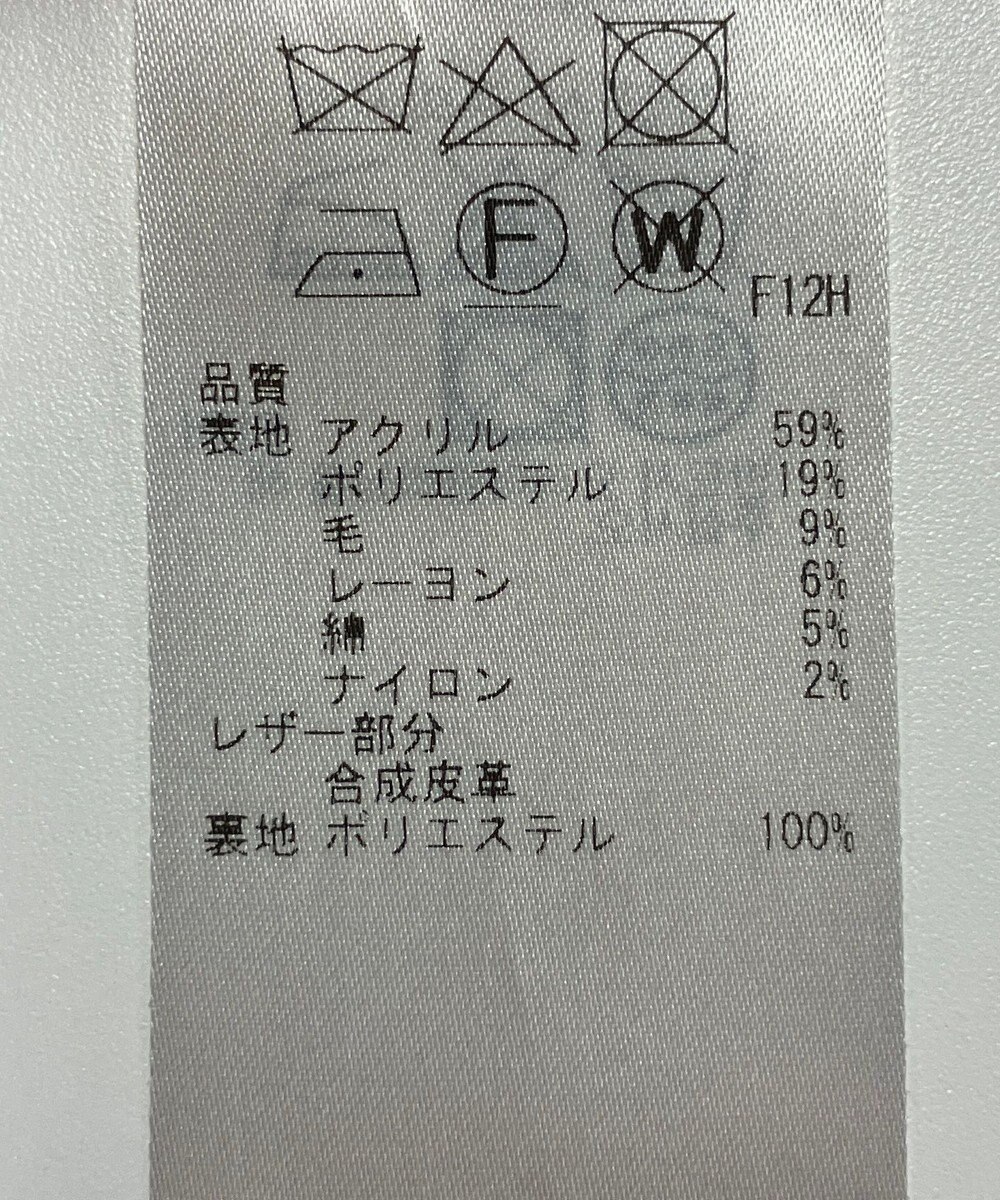 F W
F12H
品質
表地 アクリル 59%
ポリエステル 19%
毛 9%
レーヨン 6%
綿 5%
ナイロン 2%
レザー部分
合成皮革
裏地 ポリエステル 100%